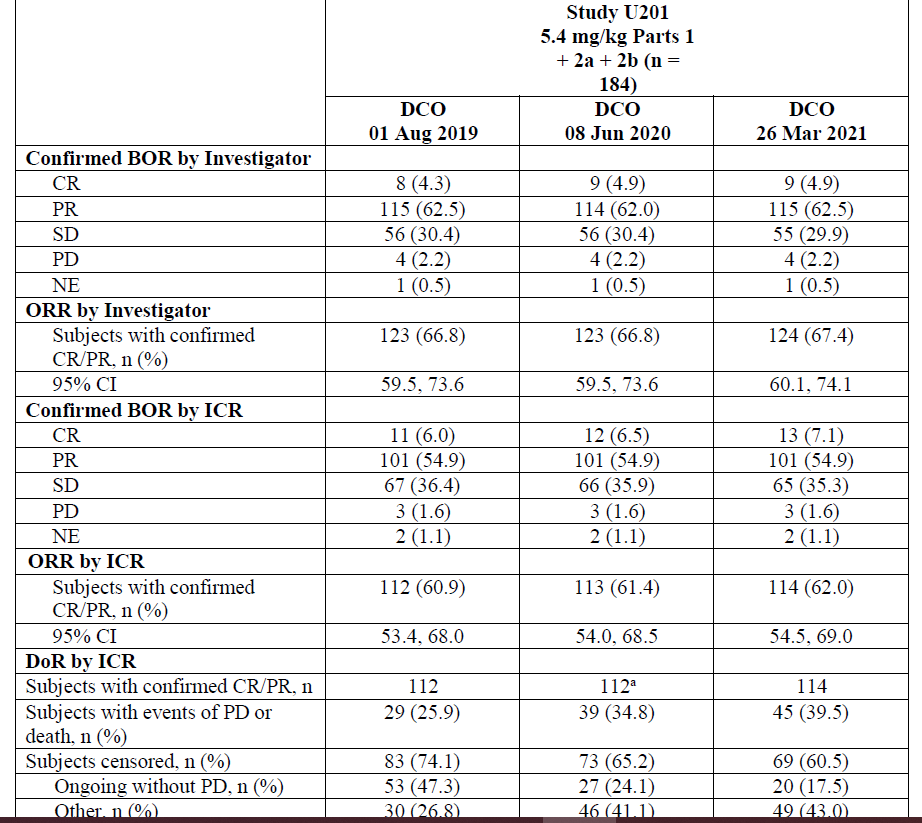 Study U201
5.4 mg/kg Parts 1
+ 2a + 2b (n =
184)
DCO DCO DCO
01 Aug 2019 08 Jun 2020 26 Mar 2021
Confirmed BOR by Investigator
CR 8 (4.3) 9 (4.9) 9 (4.9)
PR 115 (62.5) 114 (62.0) 115 (62.5)
SD 56 (30.4) 56 (30.4) 55 (29.9)
PD 4 (2.2) 4 (2.2) 4 (2.2)
NE 1 (0.5) 1 (0.5) 1 (0.5)
ORR by Investigator
Subjects with confirmed 123 (66.8) 123 (66.8) 124 (67.4)
CR/PR, n (%)
95% CI 59.5, 73.6 59.5, 73.6 60.1, 74.1
Confirmed BOR by ICR
CR 11 (6.0) 12 (6.5) 13 (7.1)
PR 101 (54.9) 101 (54.9) 101 (54.9)
SD 67 (36.4) 66 (35.9) 65 (35.3)
PD 3 (1.6) 3 (1.6) 3 (1.6)
NE 2 (1.1) 2 (1.1) 2 (1.1)
ORR by ICR
Subjects with confirmed 112 (60.9) 113 (61.4) 114 (62.0)
CR/PR, n (%)
95% CI 53.4, 68.0 54.0, 68.5 54.5, 69.0
DoR by ICR
Subjects with confirmed CR/PR, n 112 112ª 114
Subjects with events of PD or 29 (25.9) 39 (34.8) 45 (39.5)
death, n (%)
Subjects censored, n (%) 83 (74.1) 73 (65.2) 69 (60.5)
Ongoing without PD, n (%) 53 (47.3) 27 (24.1) 20 (17.5)
Other, n (%) 30 (26.8) 46 (41.1) 49 (43.0)